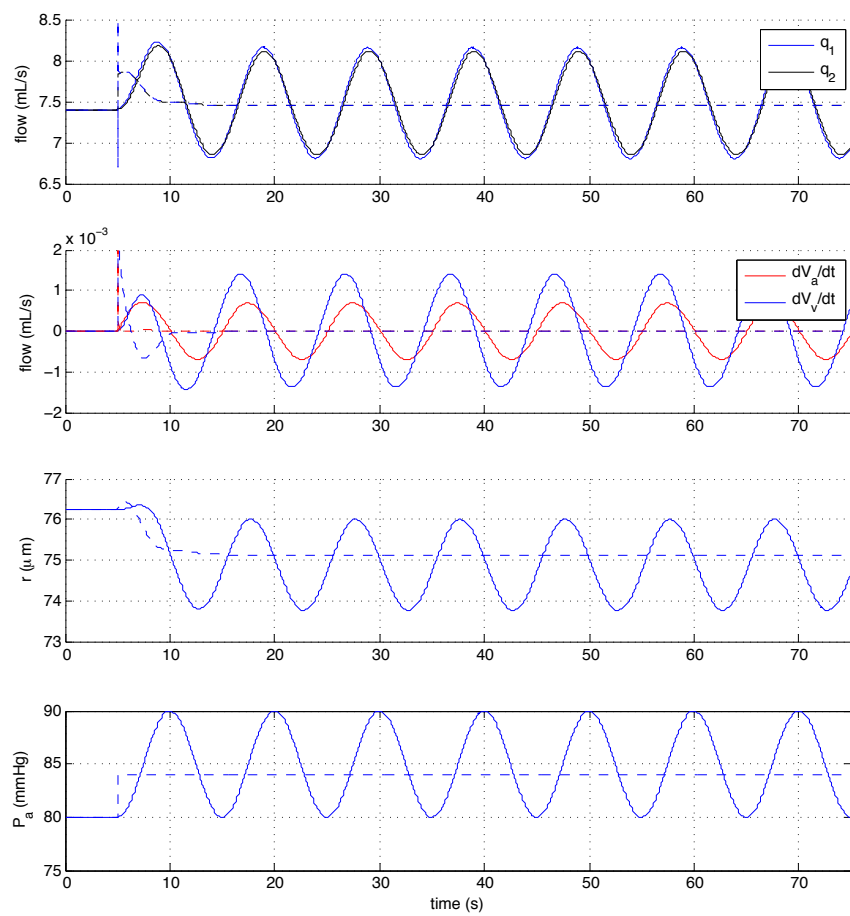 8.5
8
7.5
7
6.5
flow (mL/s)
q1
q2
0 10 20 30 40 50 60 70
x 10−3
2
1
0
−1
−2
flow (mL/s)
dVa/dt
dVv/dt
0 10 20 30 40 50 60 70
77
76
75
74
73
r (μ m)
0 10 20 30 40 50 60 70
90
85
80
75
Pa (mmHg)
0 10 20 30 40 50 60 70
time (s)